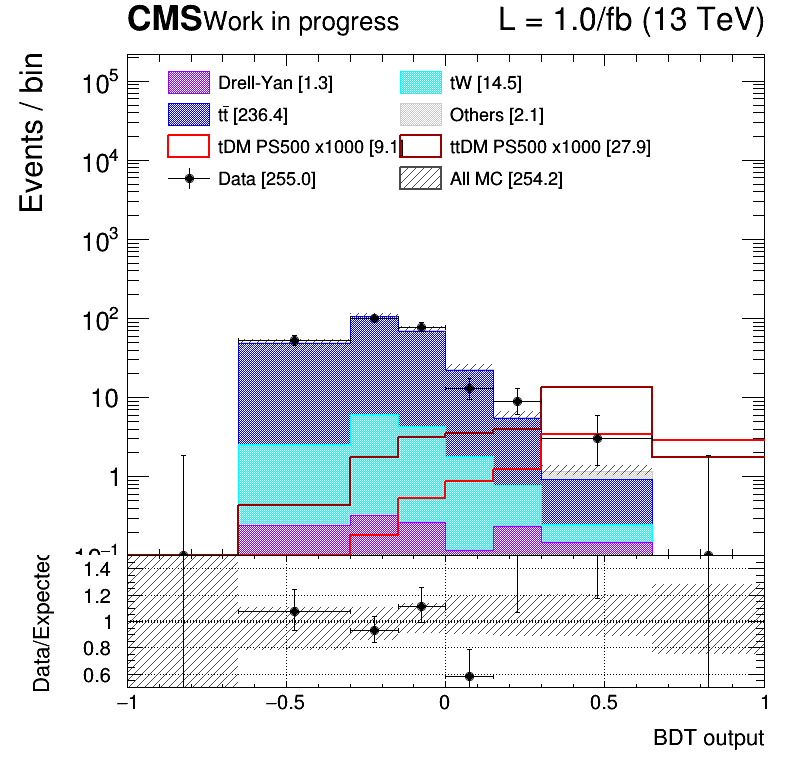 CMS Work in progress L = 1.0/fb (13 TeV)
Events / bin
10⁵
10⁴
10³
10²
10
1
10⁻¹
Drell-Yan [1.3] tW [14.5]
tt̄ [236.4] Others [2.1]
tDM PS500 x1000 [9.1] ttDM PS500 x1000 [27.9]
Data [255.0] All MC [254.2]
Data/Expected
1.4
1.2
1
0.8
0.6
−1 −0.5 0 0.5 1
BDT output